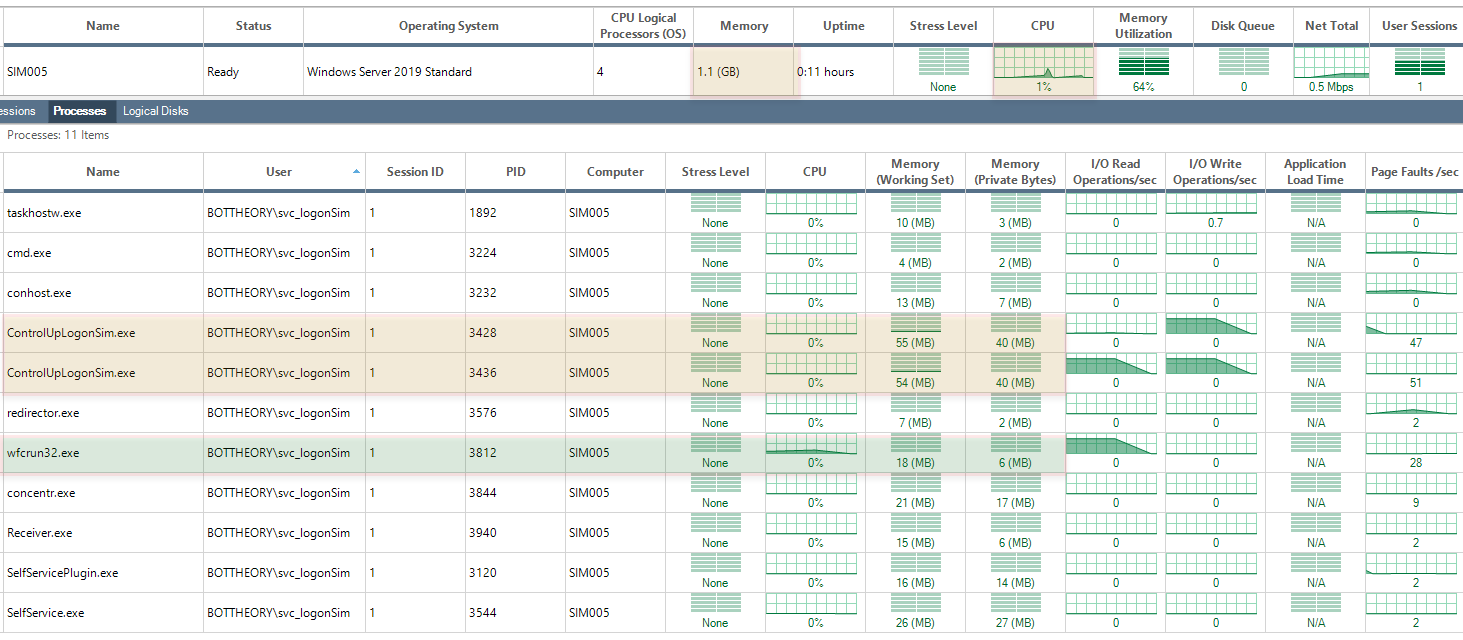 Name Status Operating System CPU Logical Processors (OS) Memory Uptime Stress Level CPU Memory Utilization Disk Queue Net Total User Sessions
SIM005 Ready Windows Server 2019 Standard 4 1.1 (GB) 0:11 hours None 1% 64% 0 0.5 Mbps 1
essions Processes Logical Disks
Processes: 11 Items
Name User Session ID PID Computer Stress Level CPU Memory (Working Set) Memory (Private Bytes) I/O Read Operations/sec I/O Write Operations/sec Application Load Time Page Faults /sec
taskhostw.exe BOTTHEORY\svc_logonSim 1 1892 SIM005 None 0% 10 (MB) 3 (MB) 0 0.7 N/A 0
cmd.exe BOTTHEORY\svc_logonSim 1 3224 SIM005 None 0% 4 (MB) 2 (MB) 0 0 N/A 0
conhost.exe BOTTHEORY\svc_logonSim 1 3232 SIM005 None 0% 13 (MB) 7 (MB) 0 0 N/A 0
ControlUpLogonSim.exe BOTTHEORY\svc_logonSim 1 3428 SIM005 None 0% 55 (MB) 40 (MB) 0 0 N/A 47
ControlUpLogonSim.exe BOTTHEORY\svc_logonSim 1 3436 SIM005 None 0% 54 (MB) 40 (MB) 0 0 N/A 51
redirector.exe BOTTHEORY\svc_logonSim 1 3576 SIM005 None 0% 7 (MB) 2 (MB) 0 0 N/A 2
wfcrun32.exe BOTTHEORY\svc_logonSim 1 3812 SIM005 None 0% 18 (MB) 6 (MB) 0 0 N/A 28
concentr.exe BOTTHEORY\svc_logonSim 1 3844 SIM005 None 0% 21 (MB) 17 (MB) 0 0 N/A 9
Receiver.exe BOTTHEORY\svc_logonSim 1 3940 SIM005 None 0% 15 (MB) 6 (MB) 0 0 N/A 2
SelfServicePlugin.exe BOTTHEORY\svc_logonSim 1 3120 SIM005 None 0% 16 (MB) 14 (MB) 0 0 N/A 2
SelfService.exe BOTTHEORY\svc_logonSim 1 3544 SIM005 None 0% 26 (MB) 27 (MB) 0 0 N/A 2